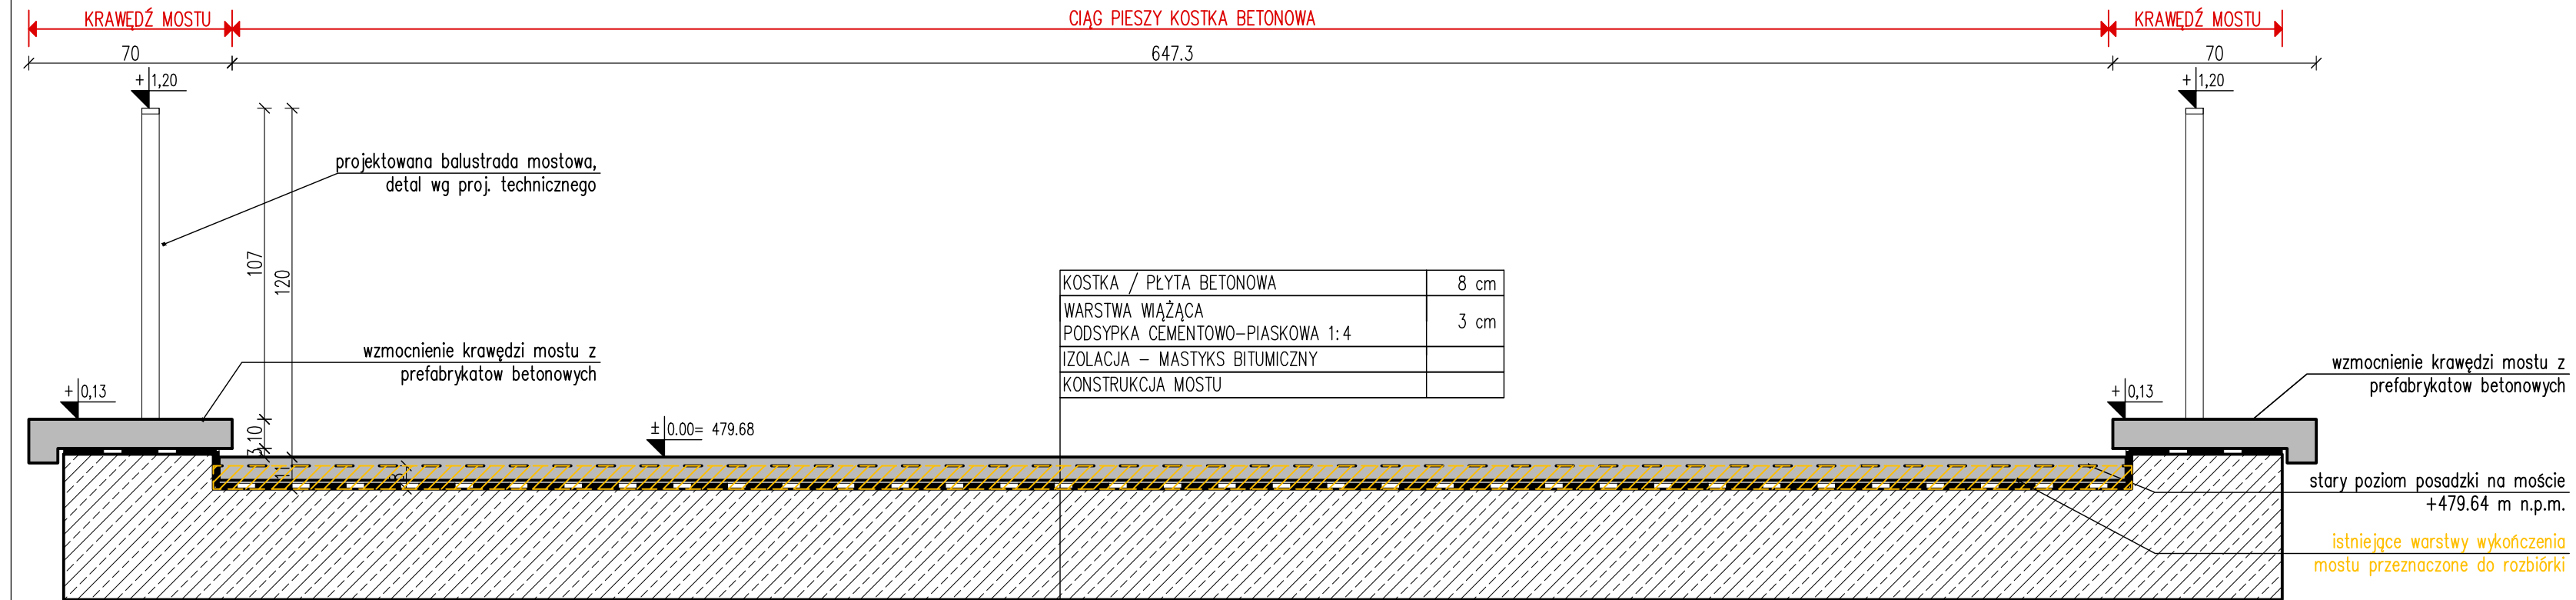 KRAWĘDŹ MOSTU
CIĄG PIESZY KOSTKA BETONOWA
KRAWĘDŹ MOSTU
70
647.3
70
+ 1,20
+ 1,20
projektowana balustrada mostowa,
detal wg proj. technicznego
107
120
KOSTKA / PŁYTA BETONOWA 8 cm
WARSTWA WIĄŻĄCA
PODSYPKA CEMENTOWO-PIASKOWA 1:4 3 cm
IZOLACJA - MASTYKS BITUMICZNY
KONSTRUKCJA MOSTU
wzmocnienie krawędzi mostu z
prefabrykatow betonowych
wzmocnienie krawędzi mostu z
prefabrykatow betonowych
+ 0,13
+ 0,13
10
3
± 0.00= 479.68
11
stary poziom posadzki na moście
+479.64 m n.p.m.
istniejące warstwy wykończenia
mostu przeznaczone do rozbiórki